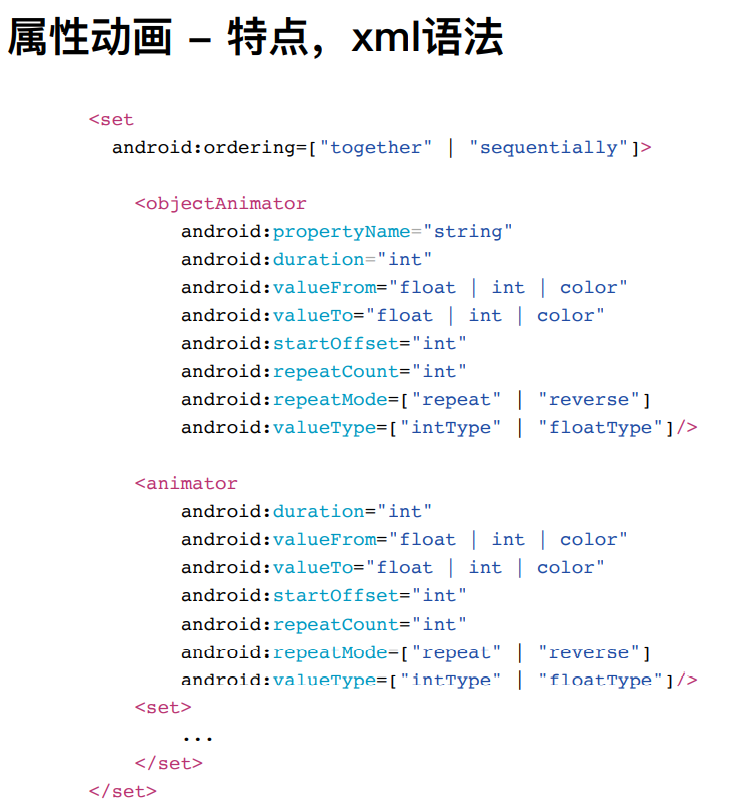 属性动画 – 特点，xml语法
<set
android:ordering=["together" | "sequentially"]>
<objectAnimator
android:propertyName="string"
android:duration="int"
android:valueFrom="float | int | color"
android:valueTo="float | int | color"
android:startOffset="int"
android:repeatCount="int"
android:repeatMode=["repeat" | "reverse"]
android:valueType=["intType" | "floatType"]/>
<animator
android:duration="int"
android:valueFrom="float | int | color"
android:valueTo="float | int | color"
android:startOffset="int"
android:repeatCount="int"
android:repeatMode=["repeat" | "reverse"]
android:valueType=["intType" | "floatType"]/>
<set>
...
</set>
</set>